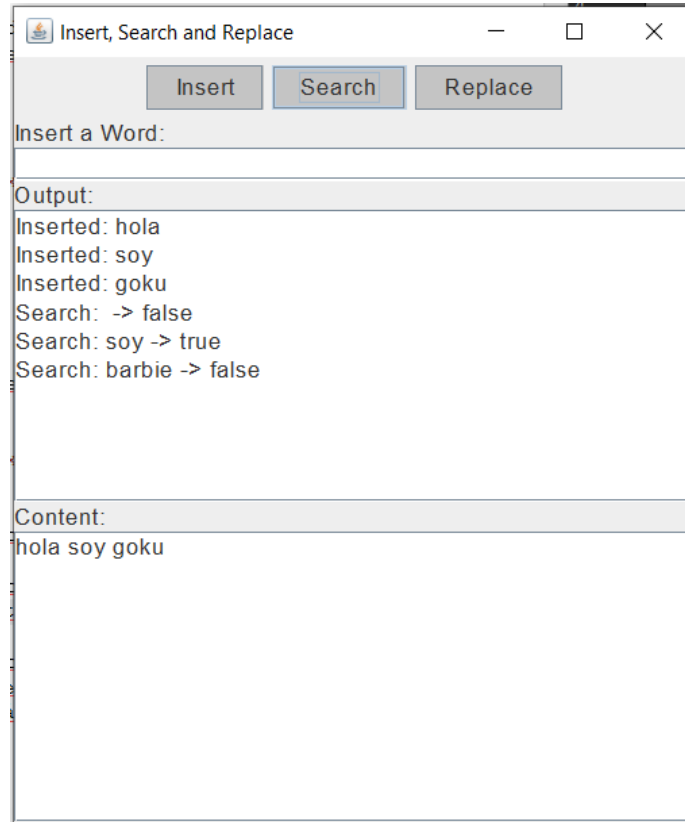 Insert, Search and Replace
Insert Search Replace
Insert a Word:
Output:
Inserted: hola
Inserted: soy
Inserted: goku
Search:  -> false
Search: soy -> true
Search: barbie -> false
Content:
hola soy goku